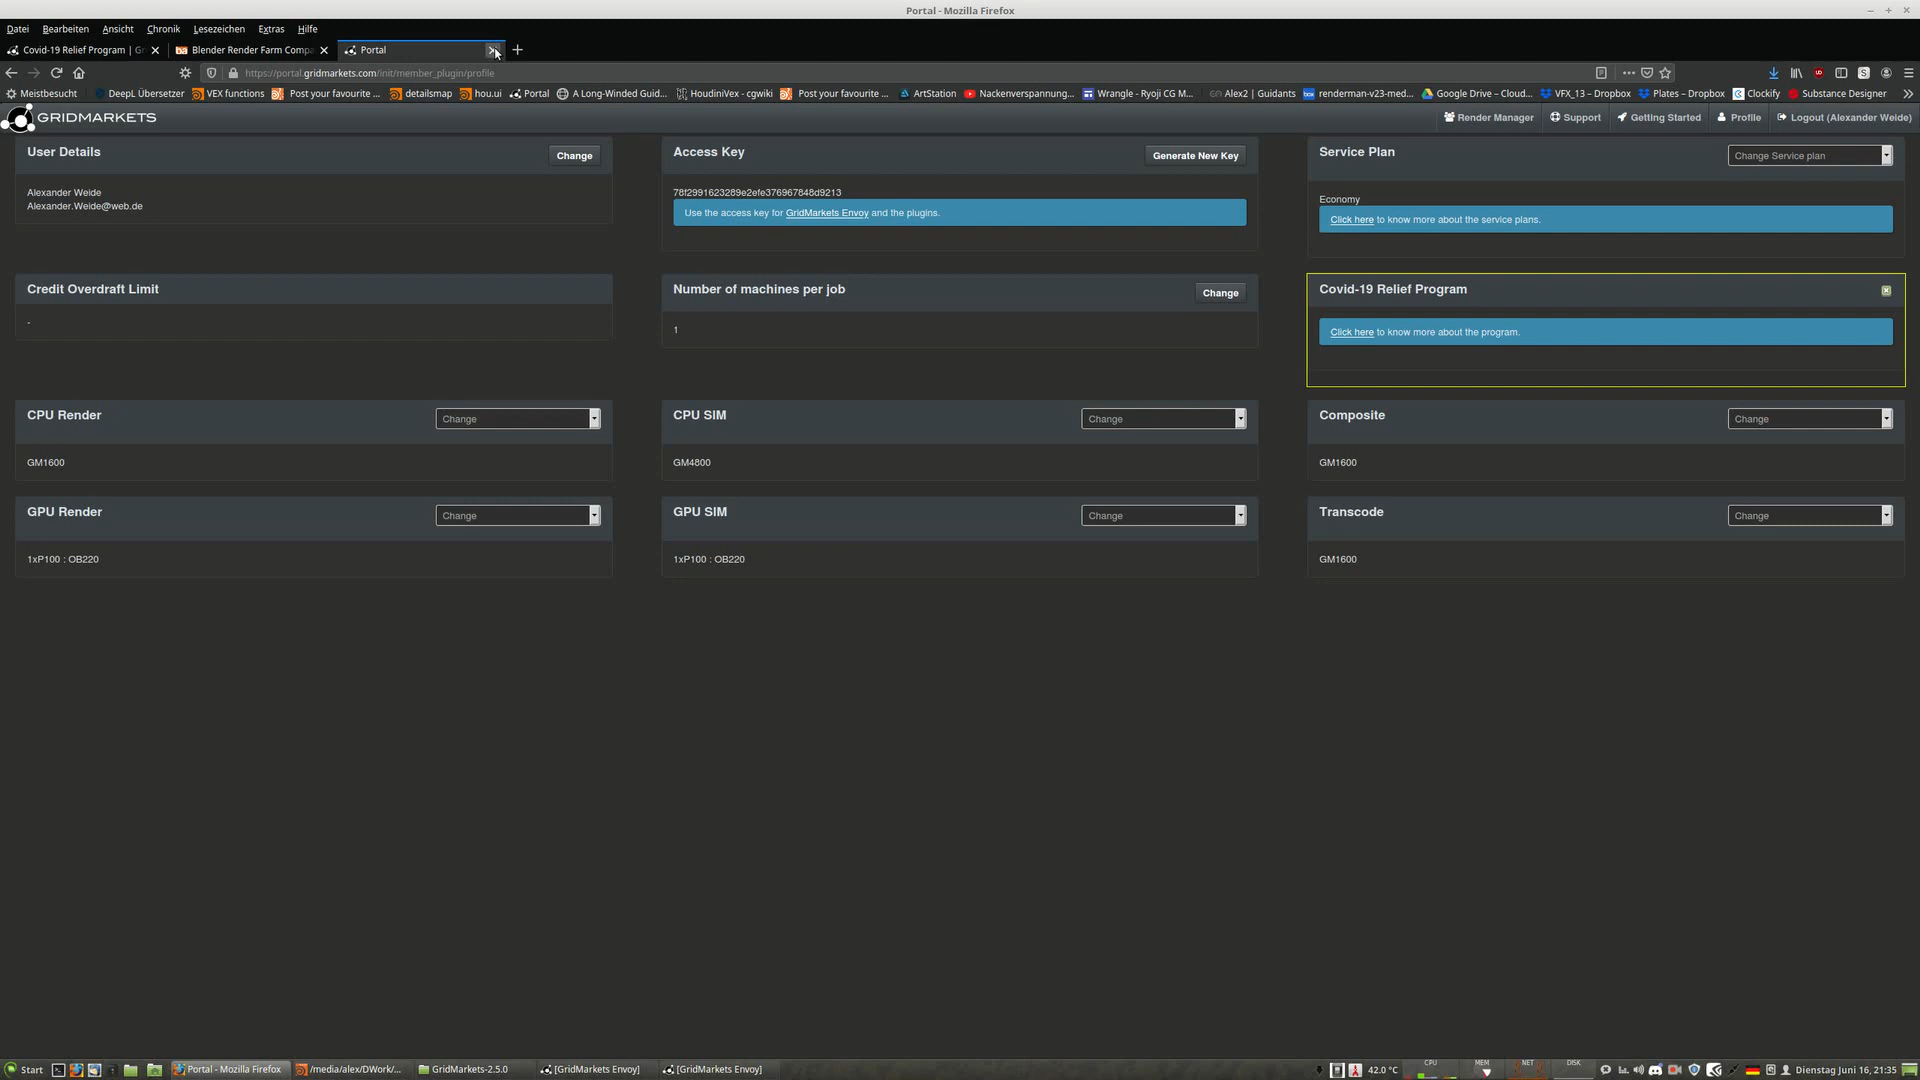 Portal - Mozilla Firefox
Datei Bearbeiten Ansicht Chronik Lesezeichen Extras Hilfe
Covid-19 Relief Program | G Blender Render Farm Compa Portal
https://portal.gridmarkets.com/init/member_plugin/profile
Meistbesucht DeepL Übersetzer VEX functions Post your favourite ... detailsmap hou.ui Portal A Long-Winded Guid... HoudiniVex - cgwiki Post your favourite ... ArtStation Nackenverspannung... Wrangle - Ryoji CG M... Alex2 | Guidants renderman-v23-med... Google Drive – Cloud... VFX_13 – Dropbox Plates – Dropbox Clockify Substance Designer
GRIDMARKETS Render Manager Support Getting Started Profile Logout (Alexander Weide)
User Details Change
Alexander Weide
Alexander.Weide@web.de
Access Key Generate New Key
78f2991623289e2efe376967848d9213
Use the access key for GridMarkets Envoy and the plugins.
Service Plan Change Service plan
Economy
Click here to know more about the service plans.
Credit Overdraft Limit
-
Number of machines per job Change
1
Covid-19 Relief Program
Click here to know more about the program.
CPU Render Change
GM1600
CPU SIM Change
GM4800
Composite Change
GM1600
GPU Render Change
1xP100 : OB220
GPU SIM Change
1xP100 : OB220
Transcode Change
GM1600
Start Portal - Mozilla Firefox /media/alex/DWork/... GridMarkets-2.5.0 [GridMarkets Envoy] [GridMarkets Envoy] 42.0 °C CPU MEM NET DISK Dienstag Juni 16, 21:35